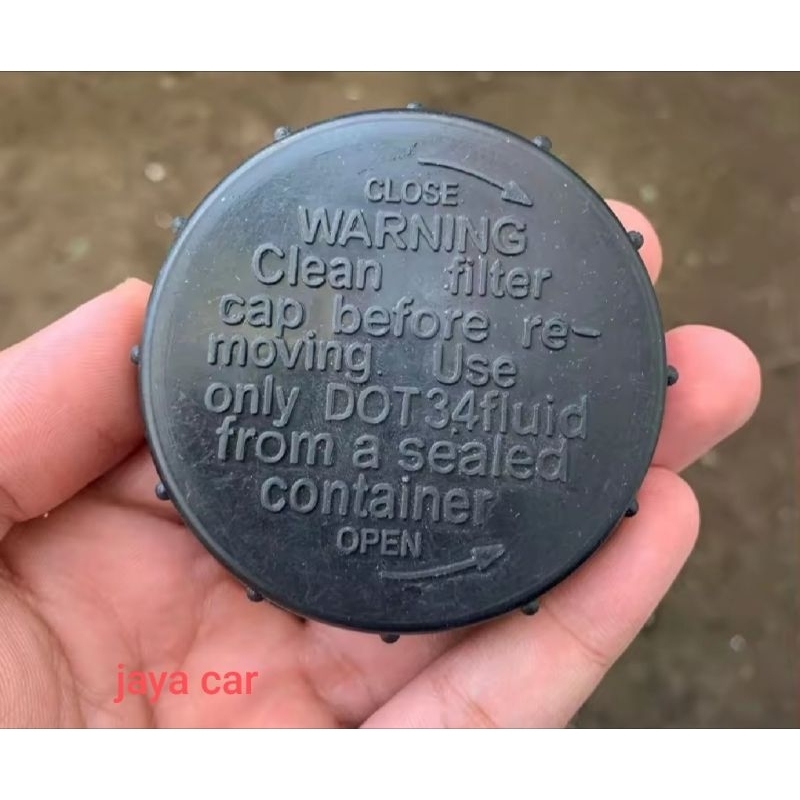 CLOSE
WARNING
Clean filter
cap before re-
moving Use
only DOT34fluid
from a sealed
container
OPEN
jaya car